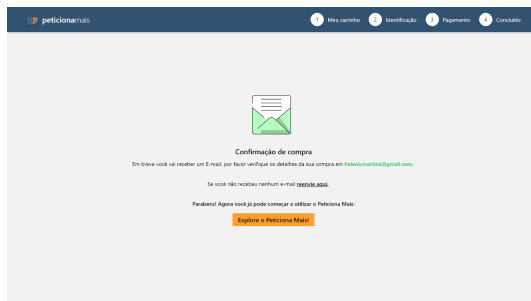 peticionamais
1 Meu carrinho 2 Identificação 3 Pagamento 4 Concluído
Confirmação de compra
Em breve você vai receber um E-mail, por favor verifique os detalhes da sua compra em helena.martins@gmail.com.
Se você não recebeu nenhum e-mail reenvie aqui.
Parabéns! Agora você já pode começar a utilizar o Peticiona Mais:
Explore o Peticiona Mais!